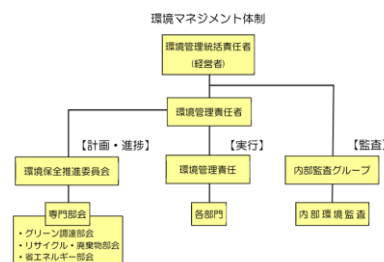 環境マネジメント体制
環境管理統括責任者
(経営者)
環境管理責任者
【計画・進捗】
【実行】
【監査】
環境保全推進委員会
環境管理責任
内部監査グループ
専門部会
各部門
内部環境監査
・グリーン調達部会
・リサイクル・廃棄物部会
・省エネルギー部会